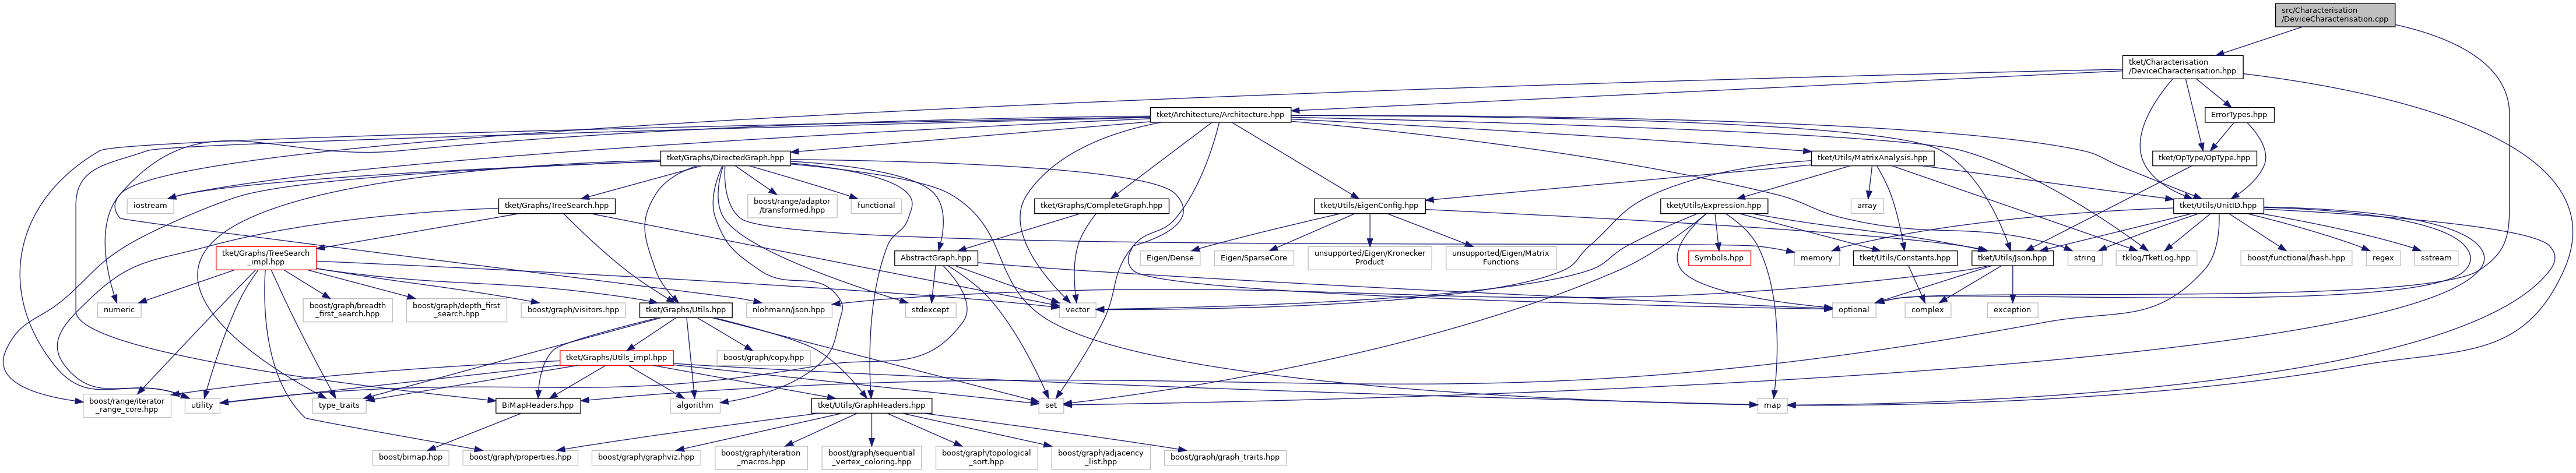 src/Characterisation
/DeviceCharacterisation.cpp
tket/Characterisation
/DeviceCharacterisation.hpp
tket/Architecture/Architecture.hpp
ErrorTypes.hpp
tket/Graphs/DirectedGraph.hpp
tket/Utils/MatrixAnalysis.hpp
tket/OpType/OpType.hpp
iostream
tket/Graphs/TreeSearch.hpp
boost/range/adaptor
/transformed.hpp
functional
tket/Graphs/CompleteGraph.hpp
tket/Utils/EigenConfig.hpp
tket/Utils/Expression.hpp
array
tket/Utils/UnitID.hpp
tket/Graphs/TreeSearch
_impl.hpp
AbstractGraph.hpp
Eigen/Dense
Eigen/SparseCore
unsupported/Eigen/Kronecker
Product
unsupported/Eigen/Matrix
Functions
Symbols.hpp
memory
tket/Utils/Constants.hpp
tket/Utils/Json.hpp
string
tklog/TketLog.hpp
boost/functional/hash.hpp
regex
sstream
numeric
boost/graph/breadth
_first_search.hpp
boost/graph/depth_first
_search.hpp
boost/graph/visitors.hpp
tket/Graphs/Utils.hpp
nlohmann/json.hpp
stdexcept
vector
optional
complex
exception
tket/Graphs/Utils_impl.hpp
boost/graph/copy.hpp
boost/range/iterator
_range_core.hpp
utility
type_traits
BiMapHeaders.hpp
algorithm
tket/Utils/GraphHeaders.hpp
set
map
boost/bimap.hpp
boost/graph/properties.hpp
boost/graph/graphviz.hpp
boost/graph/iteration
_macros.hpp
boost/graph/sequential
_vertex_coloring.hpp
boost/graph/topological
_sort.hpp
boost/graph/adjacency
_list.hpp
boost/graph/graph_traits.hpp